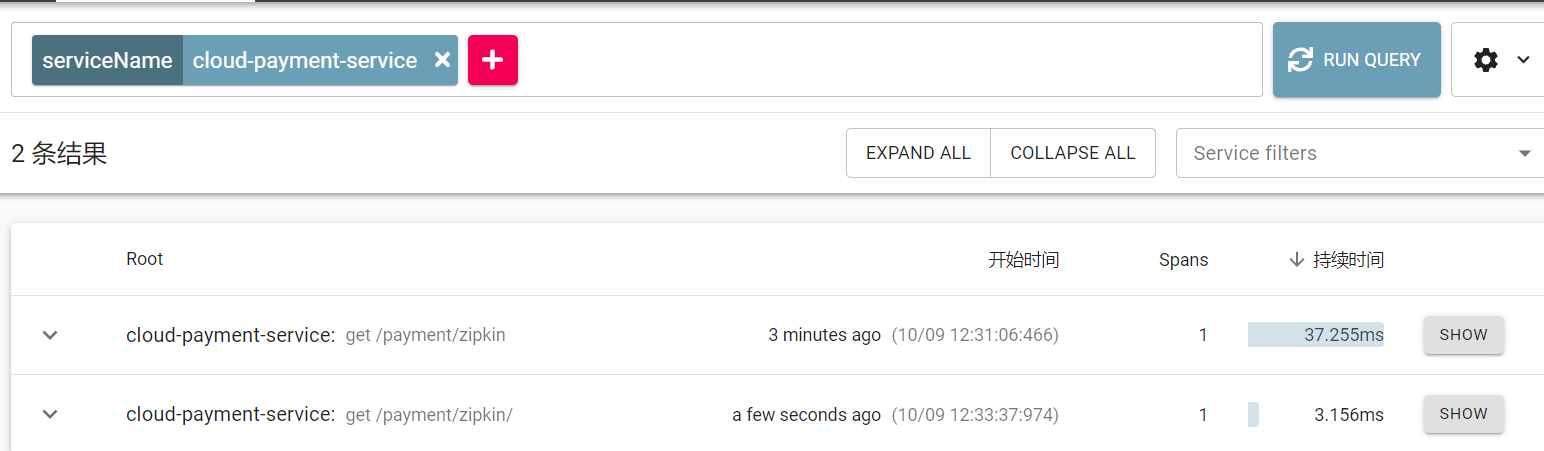 serviceName cloud-payment-service RUN QUERY
2 条结果 EXPAND ALL COLLAPSE ALL Service filters
Root 开始时间 Spans 持续时间
cloud-payment-service: get /payment/zipkin 3 minutes ago (10/09 12:31:06:466) 1 37.255ms SHOW
cloud-payment-service: get /payment/zipkin/ a few seconds ago (10/09 12:33:37:974) 1 3.156ms SHOW